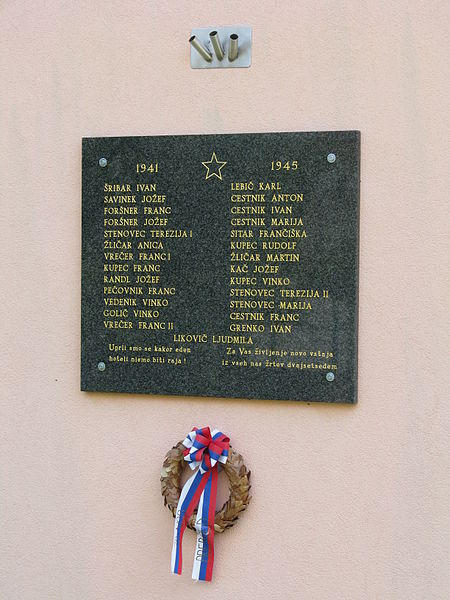 1941 1945
ŠRIBAR IVAN
SAVINEK JOŽEF
FORŠNER FRANC
FORŠNER JOŽEF
STENOVEC TEREZIJA I
ŽLIČAR ANICA
VREČER FRANC I
KUPEC FRANC
RANDL JOŽEF
PEČOVNIK FRANC
VEDENIK VINKO
GOLIČ VINKO
VREČER FRANC II
LEBIČ KARL
CESTNIK ANTON
CESTNIK IVAN
CESTNIK MARIJA
SITAR FRANČIŠKA
KUPEC RUDOLF
ŽLIČAR MARTIN
KAČ JOŽEF
KUPEC VINKO
STENOVEC TEREZIJA II
STENOVEC MARIJA
CESTNIK FRANC
GRENKO IVAN
LIKOVIČ LJUDMILA
Uprli smo se kakor eden
hoteli nismo biti raja!
Za Vas življenje novo vstaja
iz vseh nas žrtev dvajsetsedem